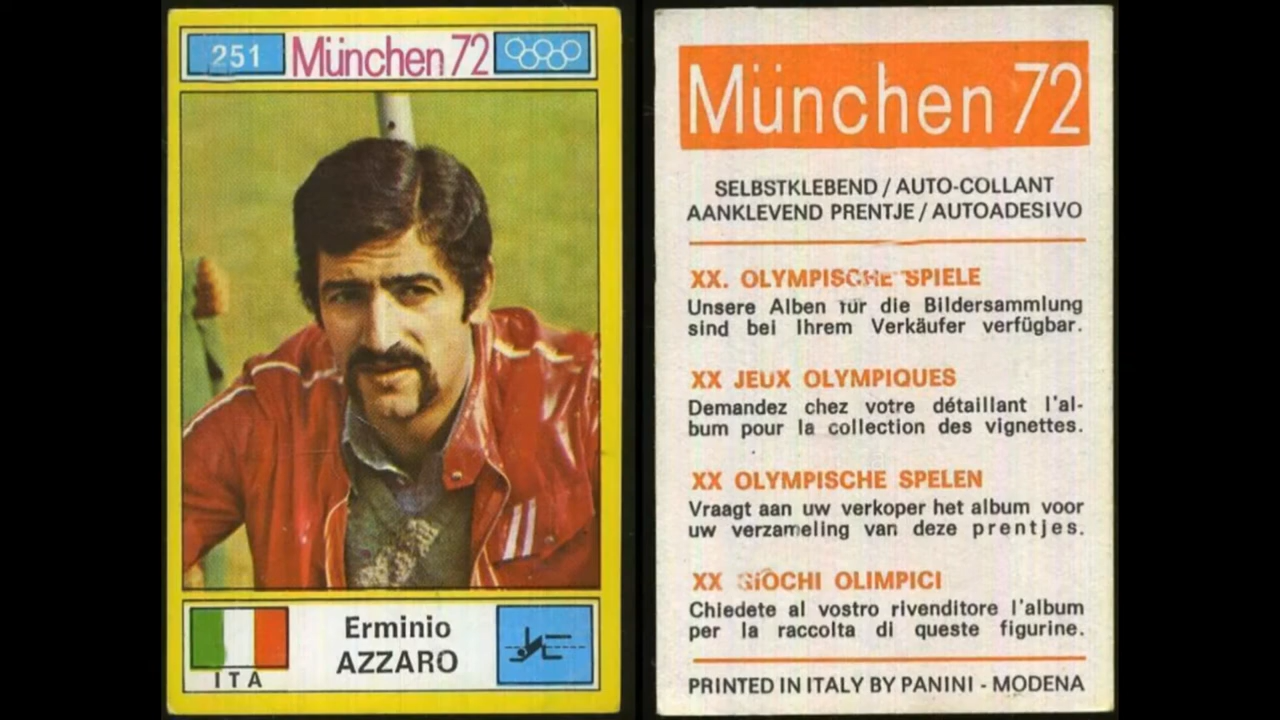 251 München 72
Erminio
AZZARO
ITA
München 72
SELBSTKLEBEND / AUTO-COLLANT
AANKLEVEND PRENTJE / AUTOADESIVO
XX. OLYMPISCHE SPIELE
Unsere Alben für die Bildersammlung
sind bei Ihrem Verkäufer verfügbar.
XX JEUX OLYMPIQUES
Demandez chez votre détaillant l'al-
bum pour la collection des vignettes.
XX OLYMPISCHE SPELEN
Vraagt aan uw verkoper het album voor
uw verzameling van deze prentjes.
XX GIOCHI OLIMPICI
Chiedete al vostro rivenditore l'album
per la raccolta di queste figurine.
PRINTED IN ITALY BY PANINI - MODENA